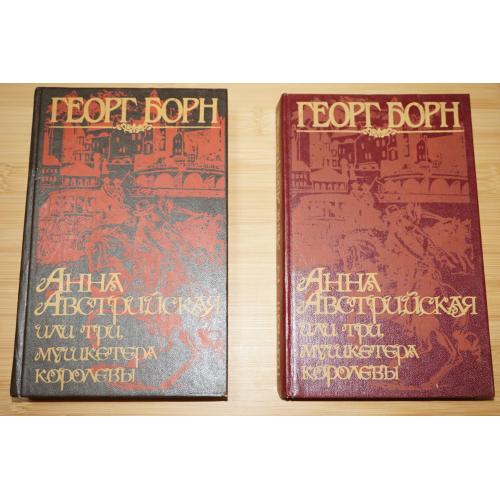 ГЕОРГ БОРН
АННА
АВСТРИЙСКАЯ
ИЛИ ТРИ
МУШКЕТЕРА
КОРОЛЕВЫ
ГЕОРГ БОРН
АННА
АВСТРИЙСКАЯ
ИЛИ ТРИ
МУШКЕТЕРА
КОРОЛЕВЫ